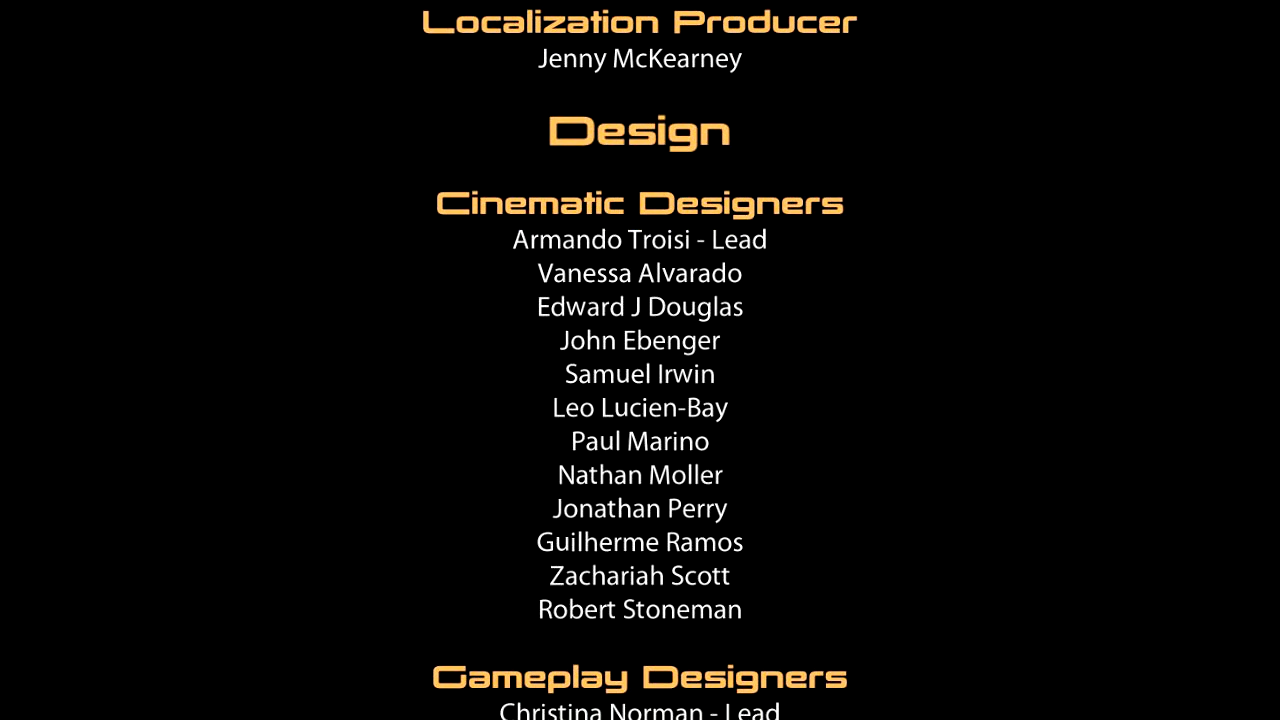 Localization Producer
Jenny McKearney
Design
Cinematic Designers
Armando Troisi - Lead
Vanessa Alvarado
Edward J Douglas
John Ebenger
Samuel Irwin
Leo Lucien-Bay
Paul Marino
Nathan Moller
Jonathan Perry
Guilherme Ramos
Zachariah Scott
Robert Stoneman
Gameplay Designers
Christina Norman - Lead